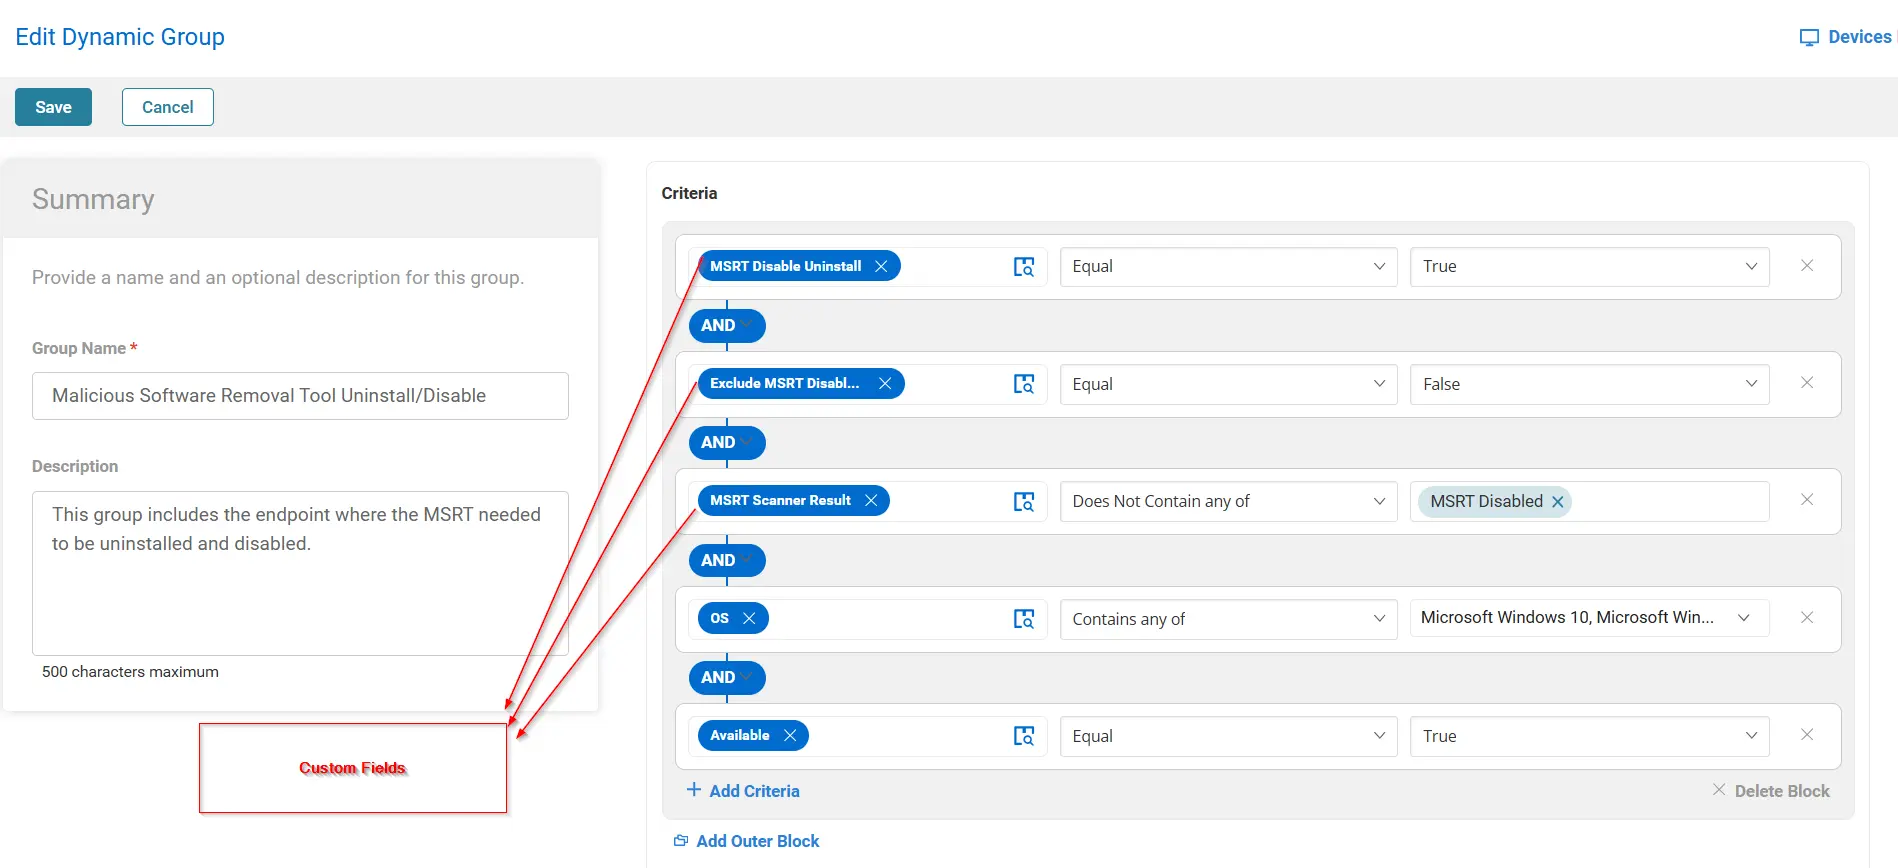 Edit Dynamic Group
Devices
Save
Cancel
Summary
Provide a name and an optional description for this group.
Group Name *
Malicious Software Removal Tool Uninstall/Disable
Description
This group includes the endpoint where the MSRT needed
to be uninstalled and disabled.
500 characters maximum
Custom Fields
Criteria
MSRT Disable Uninstall Equal True
AND
Exclude MSRT Disabl... Equal False
AND
MSRT Scanner Result Does Not Contain any of MSRT Disabled
AND
OS Contains any of Microsoft Windows 10, Microsoft Win...
AND
Available Equal True
Add Criteria Delete Block
Add Outer Block